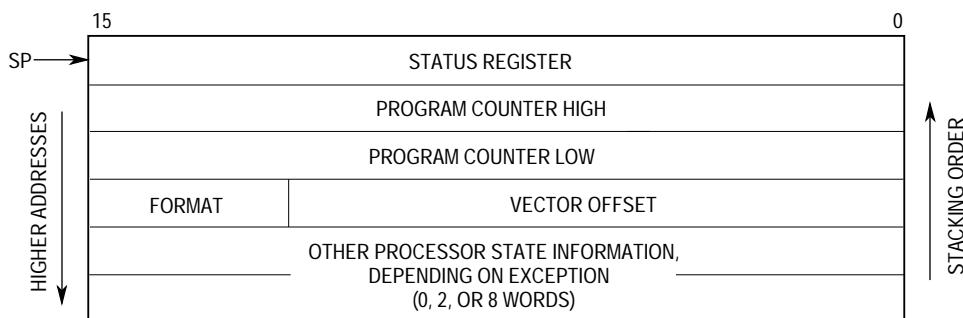 15 0
SP
STATUS REGISTER
PROGRAM COUNTER HIGH
PROGRAM COUNTER LOW
FORMAT VECTOR OFFSET
OTHER PROCESSOR STATE INFORMATION,
DEPENDING ON EXCEPTION
(0, 2, OR 8 WORDS)
HIGHER ADDRESSES
STACKING ORDER